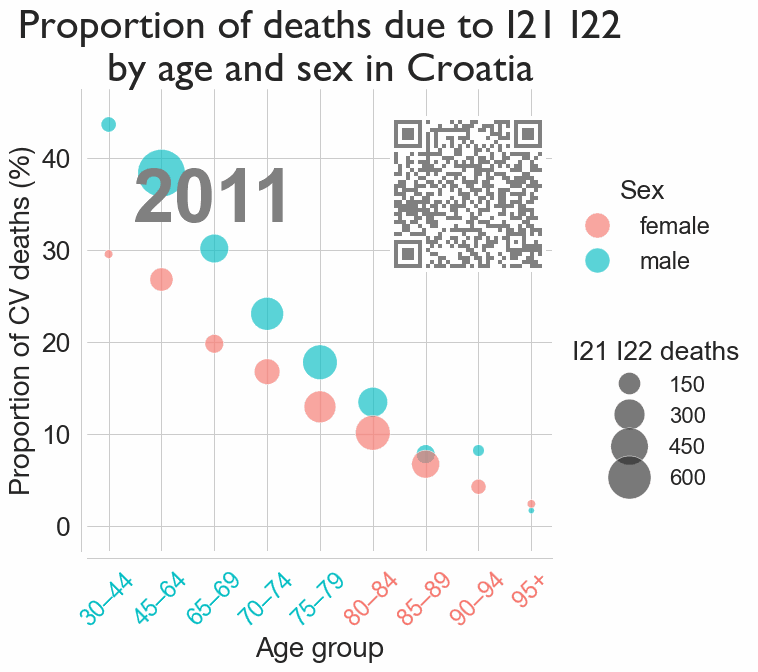 Proportion of deaths due to I21 I22
by age and sex in Croatia
Proportion of CV deaths (%)
40
30
20
10
0
2011
Sex
female
male
I21 I22 deaths
150
300
450
600
30–44
45–64
65–69
70–74
75–79
80–84
85–89
90–94
95+
Age group